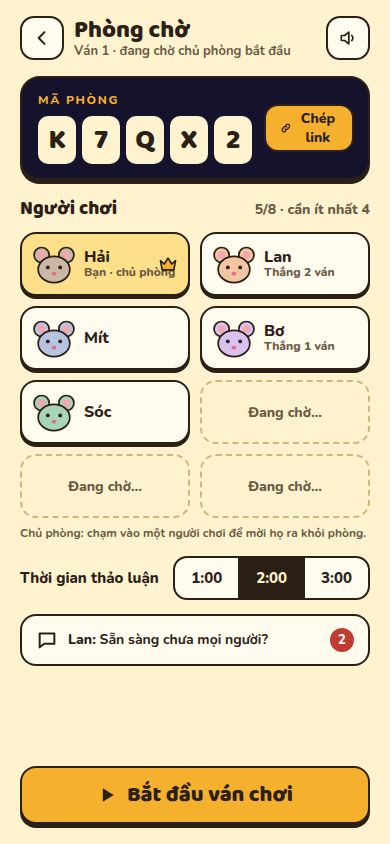 Phòng chờ
Ván 1 · đang chờ chủ phòng bắt đầu
MÃ PHÒNG
K 7 Q X 2
Chép
link
Người chơi
5/8 · cần ít nhất 4
Hải
Bạn · chủ phòng
Lan
Thắng 2 ván
Mít
Bơ
Thắng 1 ván
Sóc
Đang chờ...
Đang chờ...
Đang chờ...
Chủ phòng: chạm vào một người chơi để mời họ ra khỏi phòng.
Thời gian thảo luận
1:00
2:00
3:00
Lan: Sẵn sàng chưa mọi người?
2
Bắt đầu ván chơi